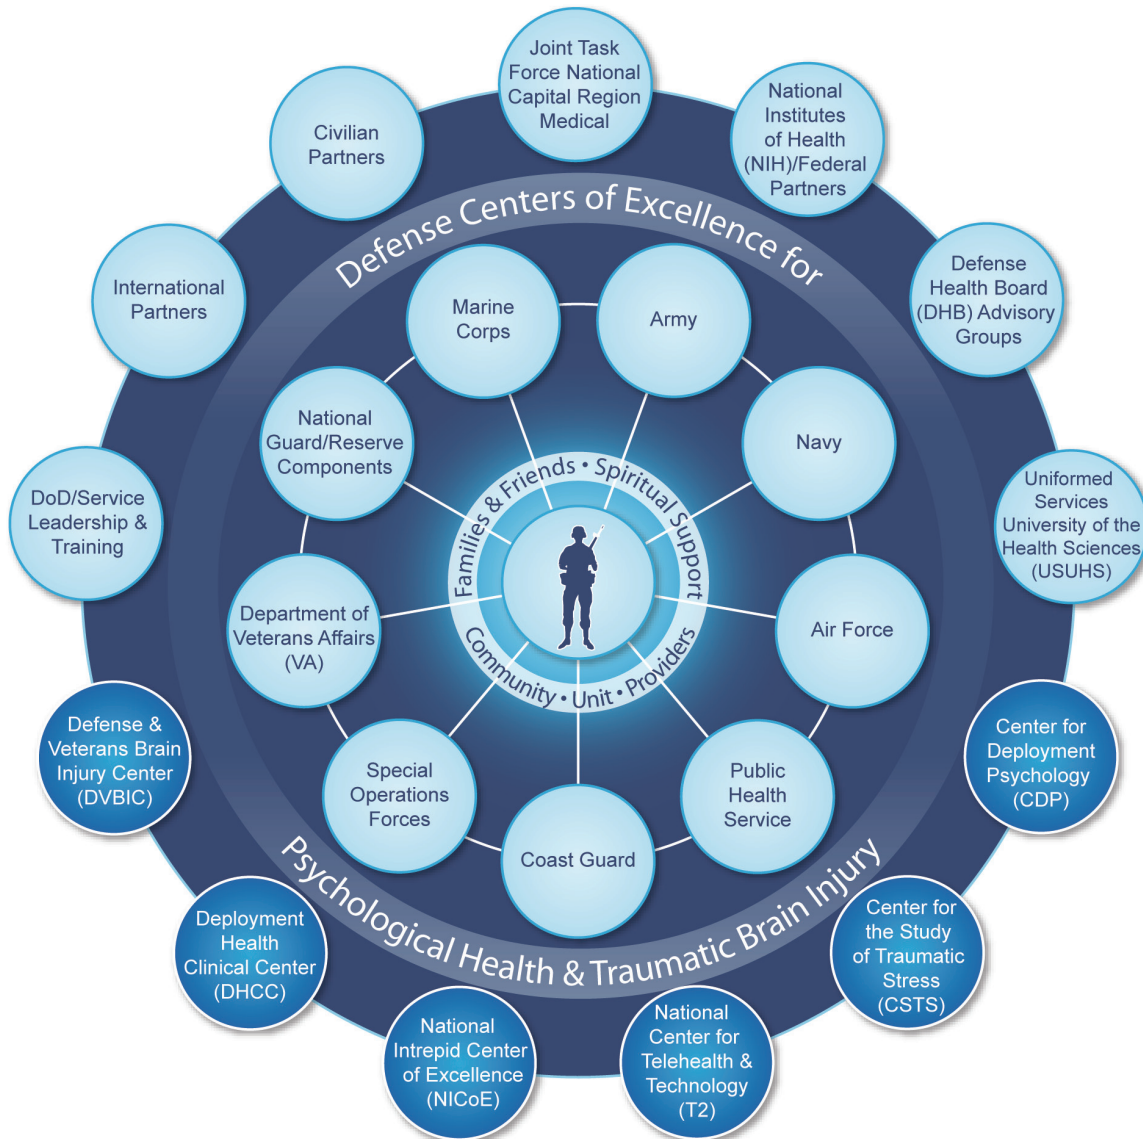 Joint Task
Force National
Capital Region
Medical
National
Institutes
of Health
(NIH)/Federal
Partners
Civilian
Partners
Defense Centers of Excellence for
Defense
Health Board
(DHB) Advisory
Groups
International
Partners
Marine
Corps
Army
National
Guard/Reserve
Components
Navy
DoD/Service
Leadership &
Training
Uniformed
Services
University of the
Health Sciences
(USUHS)
Families & Friends • Spiritual Support
Community • Unit • Providers
Department of
Veterans Affairs
(VA)
Air Force
Defense &
Veterans Brain
Injury Center
(DVBIC)
Center for
Deployment
Psychology
(CDP)
Special
Operations
Forces
Public
Health
Service
Coast Guard
Psychological Health & Traumatic Brain Injury
Deployment
Health
Clinical Center
(DHCC)
Center for
the Study
of Traumatic
Stress
(CSTS)
National
Intrepid Center
of Excellence
(NICoE)
National
Center for
Telehealth &
Technology
(T2)